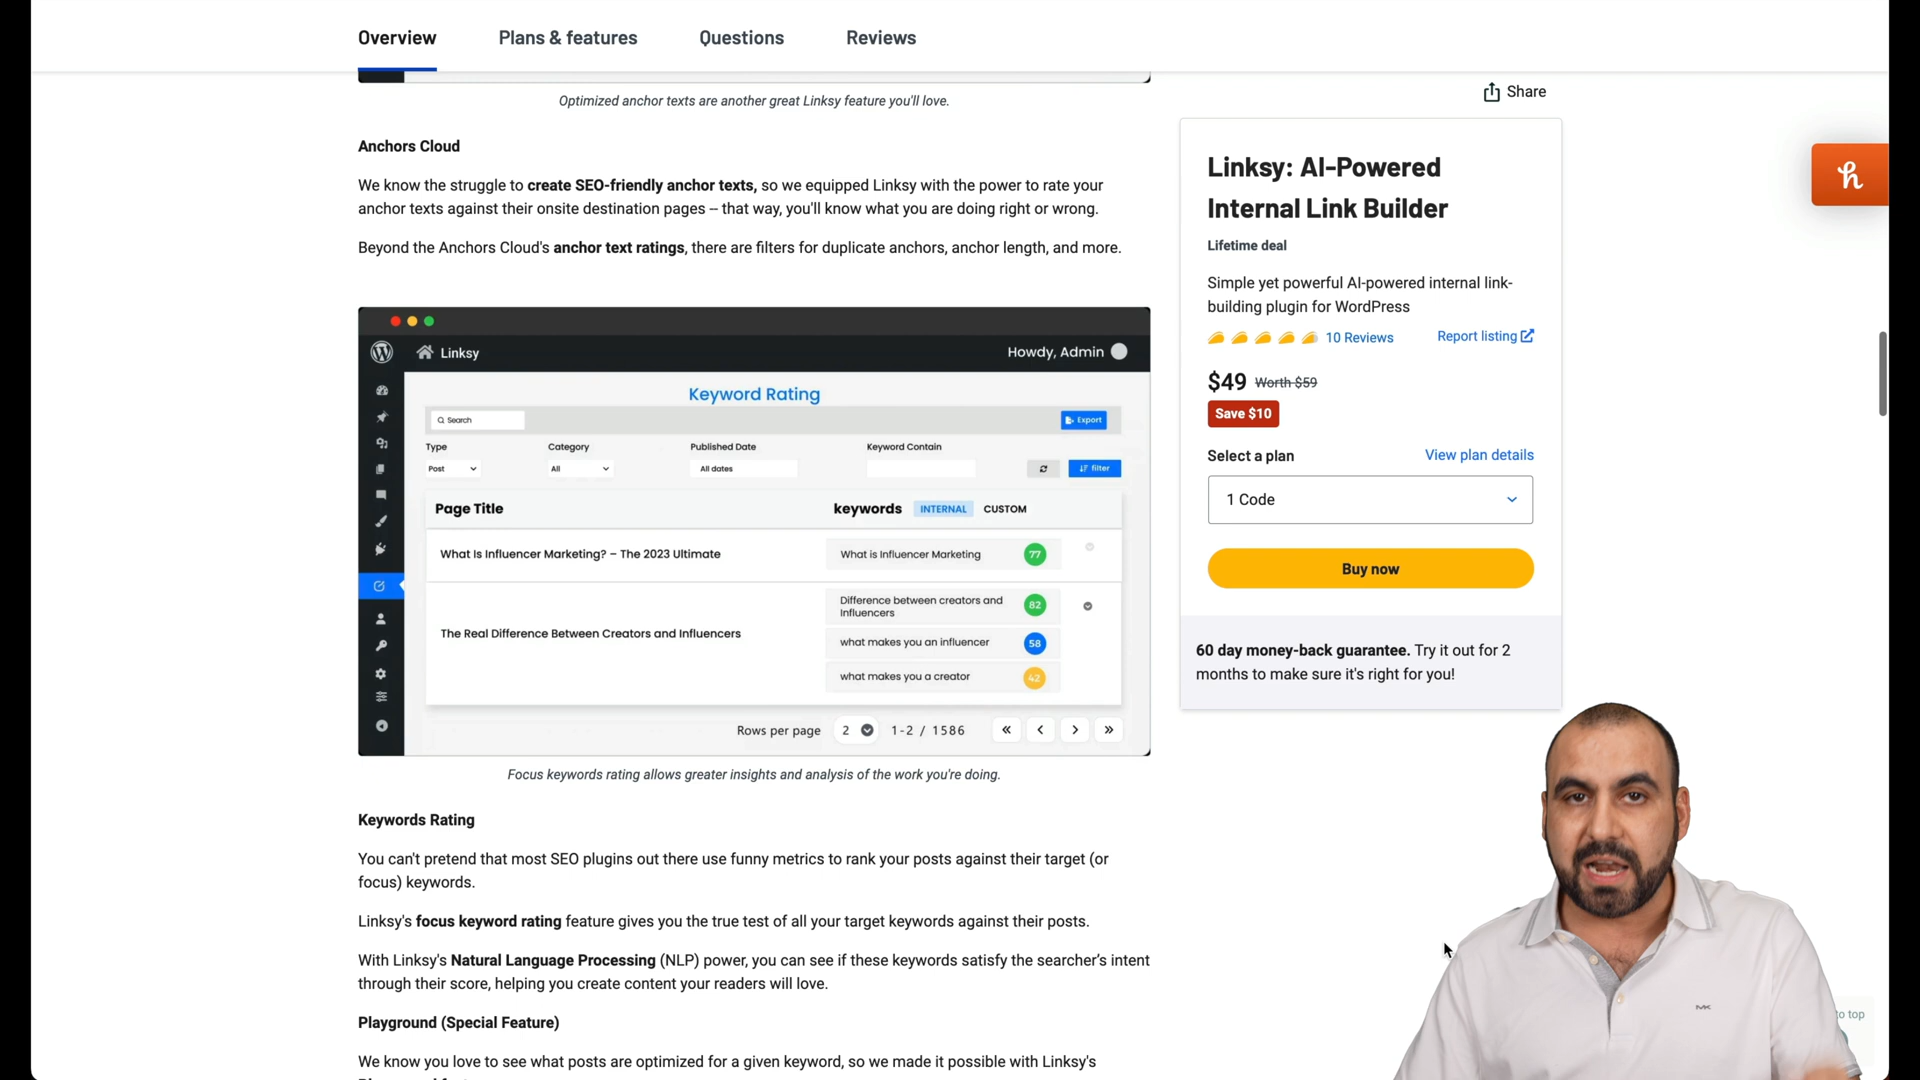 Overview
Plans & features
Questions
Reviews
Optimized anchor texts are another great Linksy feature you'll love.
Anchors Cloud
We know the struggle to create SEO-friendly anchor texts, so we equipped Linksy with the power to rate your
anchor texts against their onsite destination pages – that way, you'll know what you are doing right or wrong.
Beyond the Anchors Cloud's anchor text ratings, there are filters for duplicate anchors, anchor length, and more.
Linksy
Howdy, Admin
Keyword Rating
Search
Export
Type
Category
Published Date
Keyword Contain
Post
All
All dates
filter
Page Title
keywords
INTERNAL
CUSTOM
What Is Influencer Marketing? – The 2023 Ultimate
What is Influencer Marketing
77
The Real Difference Between Creators and Influencers
Difference between creators and
Influencers
82
what makes you an influencer
58
what makes you a creator
42
Rows per page
2
1-2 / 1586
Focus keywords rating allows greater insights and analysis of the work you're doing.
Keywords Rating
You can't pretend that most SEO plugins out there use funny metrics to rank your posts against their target (or
focus) keywords.
Linksy's focus keyword rating feature gives you the true test of all your target keywords against their posts.
With Linksy's Natural Language Processing (NLP) power, you can see if these keywords satisfy the searcher's intent
through their score, helping you create content your readers will love.
Playground (Special Feature)
We know you love to see what posts are optimized for a given keyword, so we made it possible with Linksy's
Share
Linksy: AI-Powered
Internal Link Builder
Lifetime deal
Simple yet powerful AI-powered internal link-
building plugin for WordPress
10 Reviews
Report listing
$49 Worth $59
Save $10
Select a plan
View plan details
1 Code
Buy now
60 day money-back guarantee. Try it out for 2
months to make sure it's right for you!
h
MK
to top